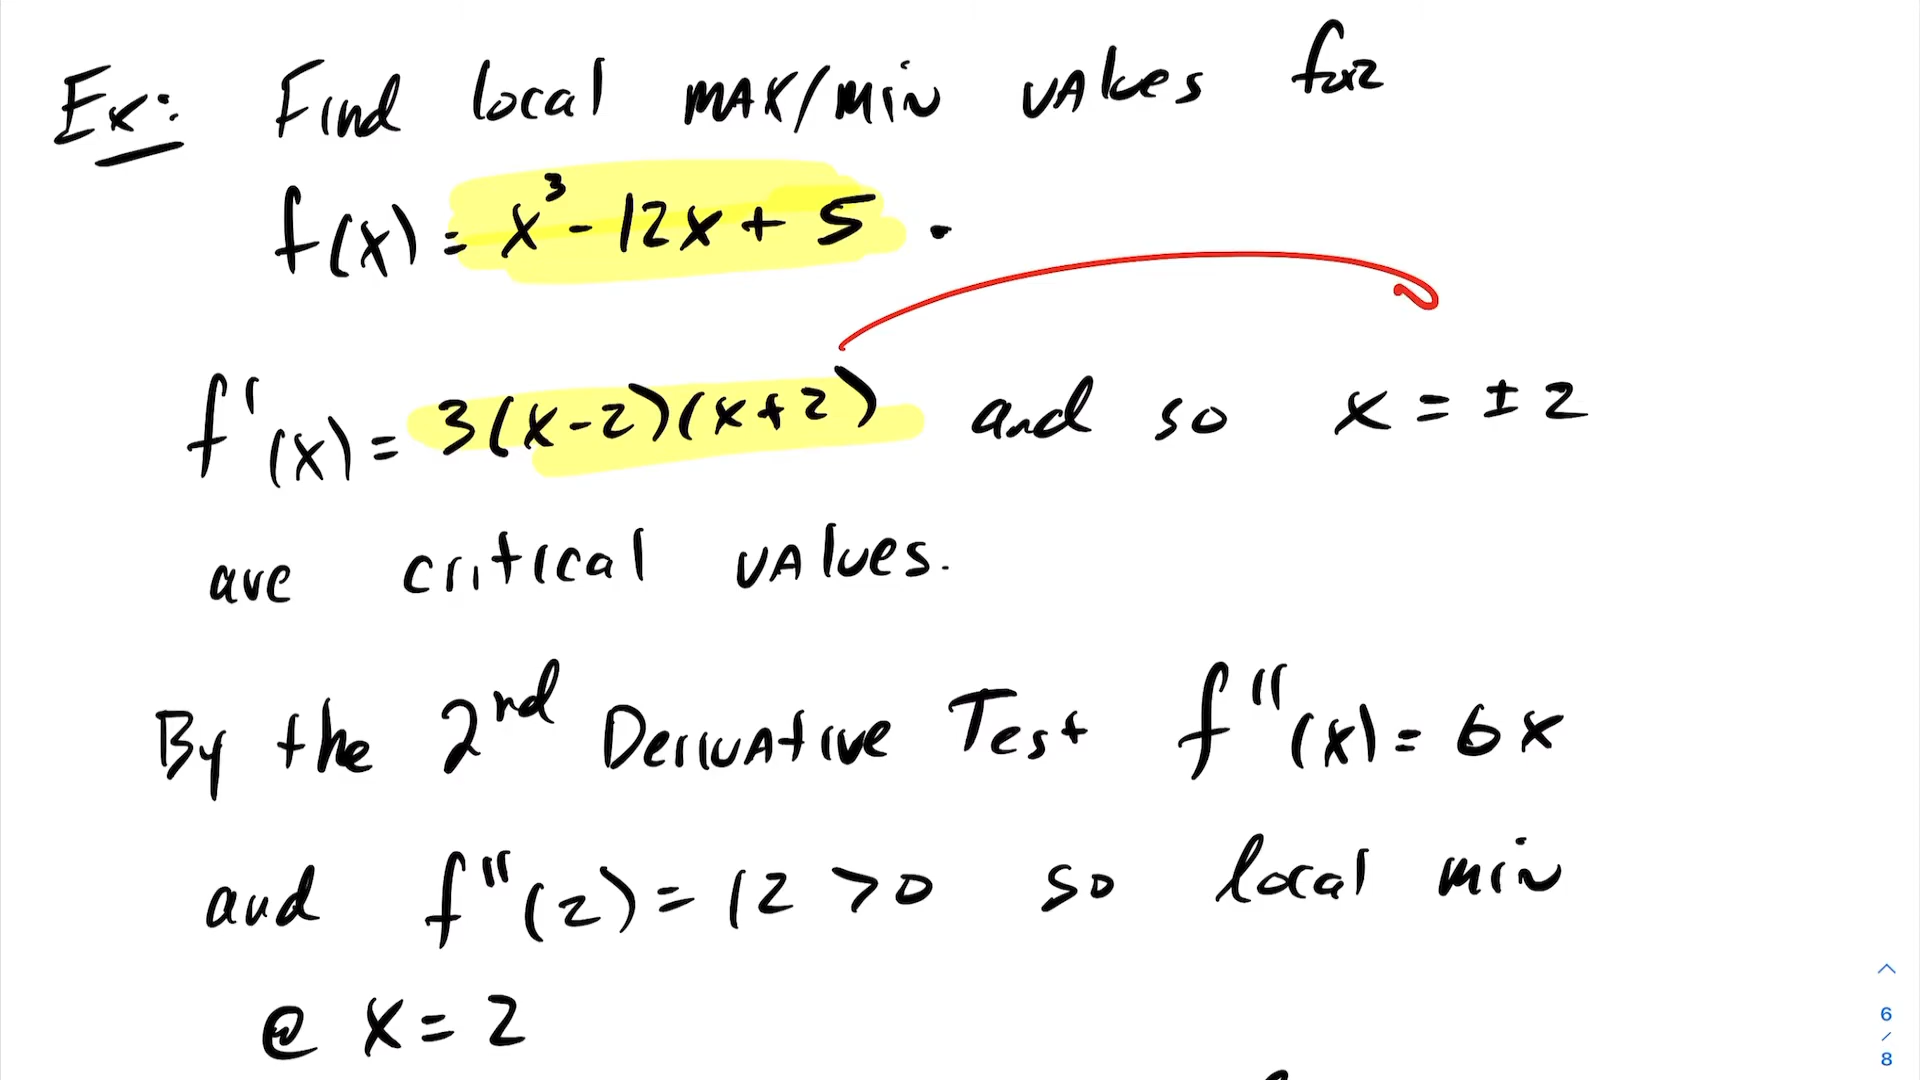 Ex: Find local MAX/MIN VALUES for
f(x) = x³ - 12x + 5 .
f'(x) = 3(x-2)(x+2) and so x = ± 2
are critical VALUES.
By the 2nd Derivative Test f''(x) = 6x
and f''(2) = 12 > 0 so local min
@ x = 2
6
/
8